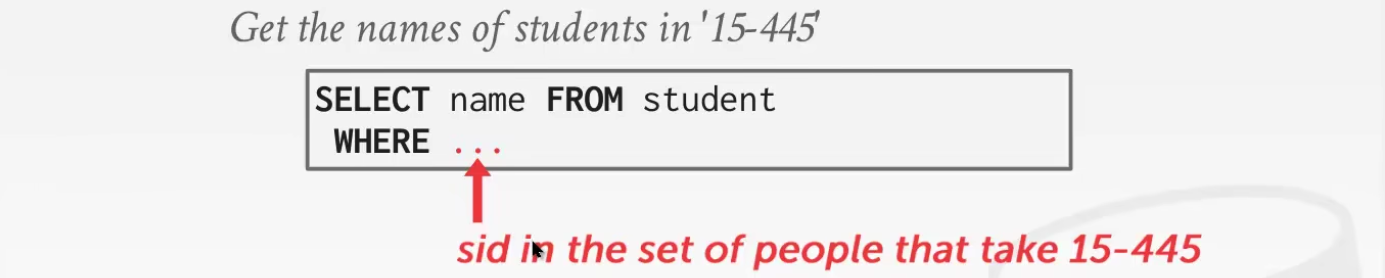 Get the names of students in '15-445'
SELECT name FROM student
WHERE ...
sid in the set of people that take 15-445